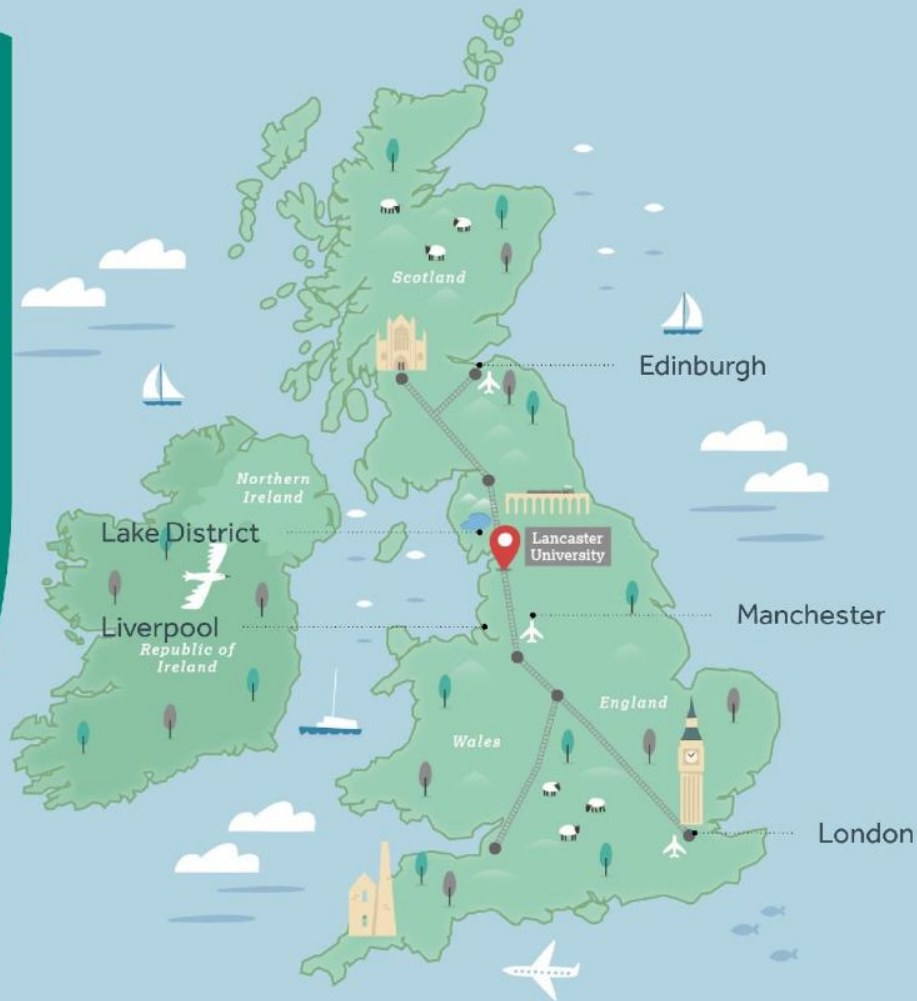 Scotland
Edinburgh
Northern
Ireland
Lake District
Lancaster
University
Manchester
Liverpool
Republic of
Ireland
England
Wales
London